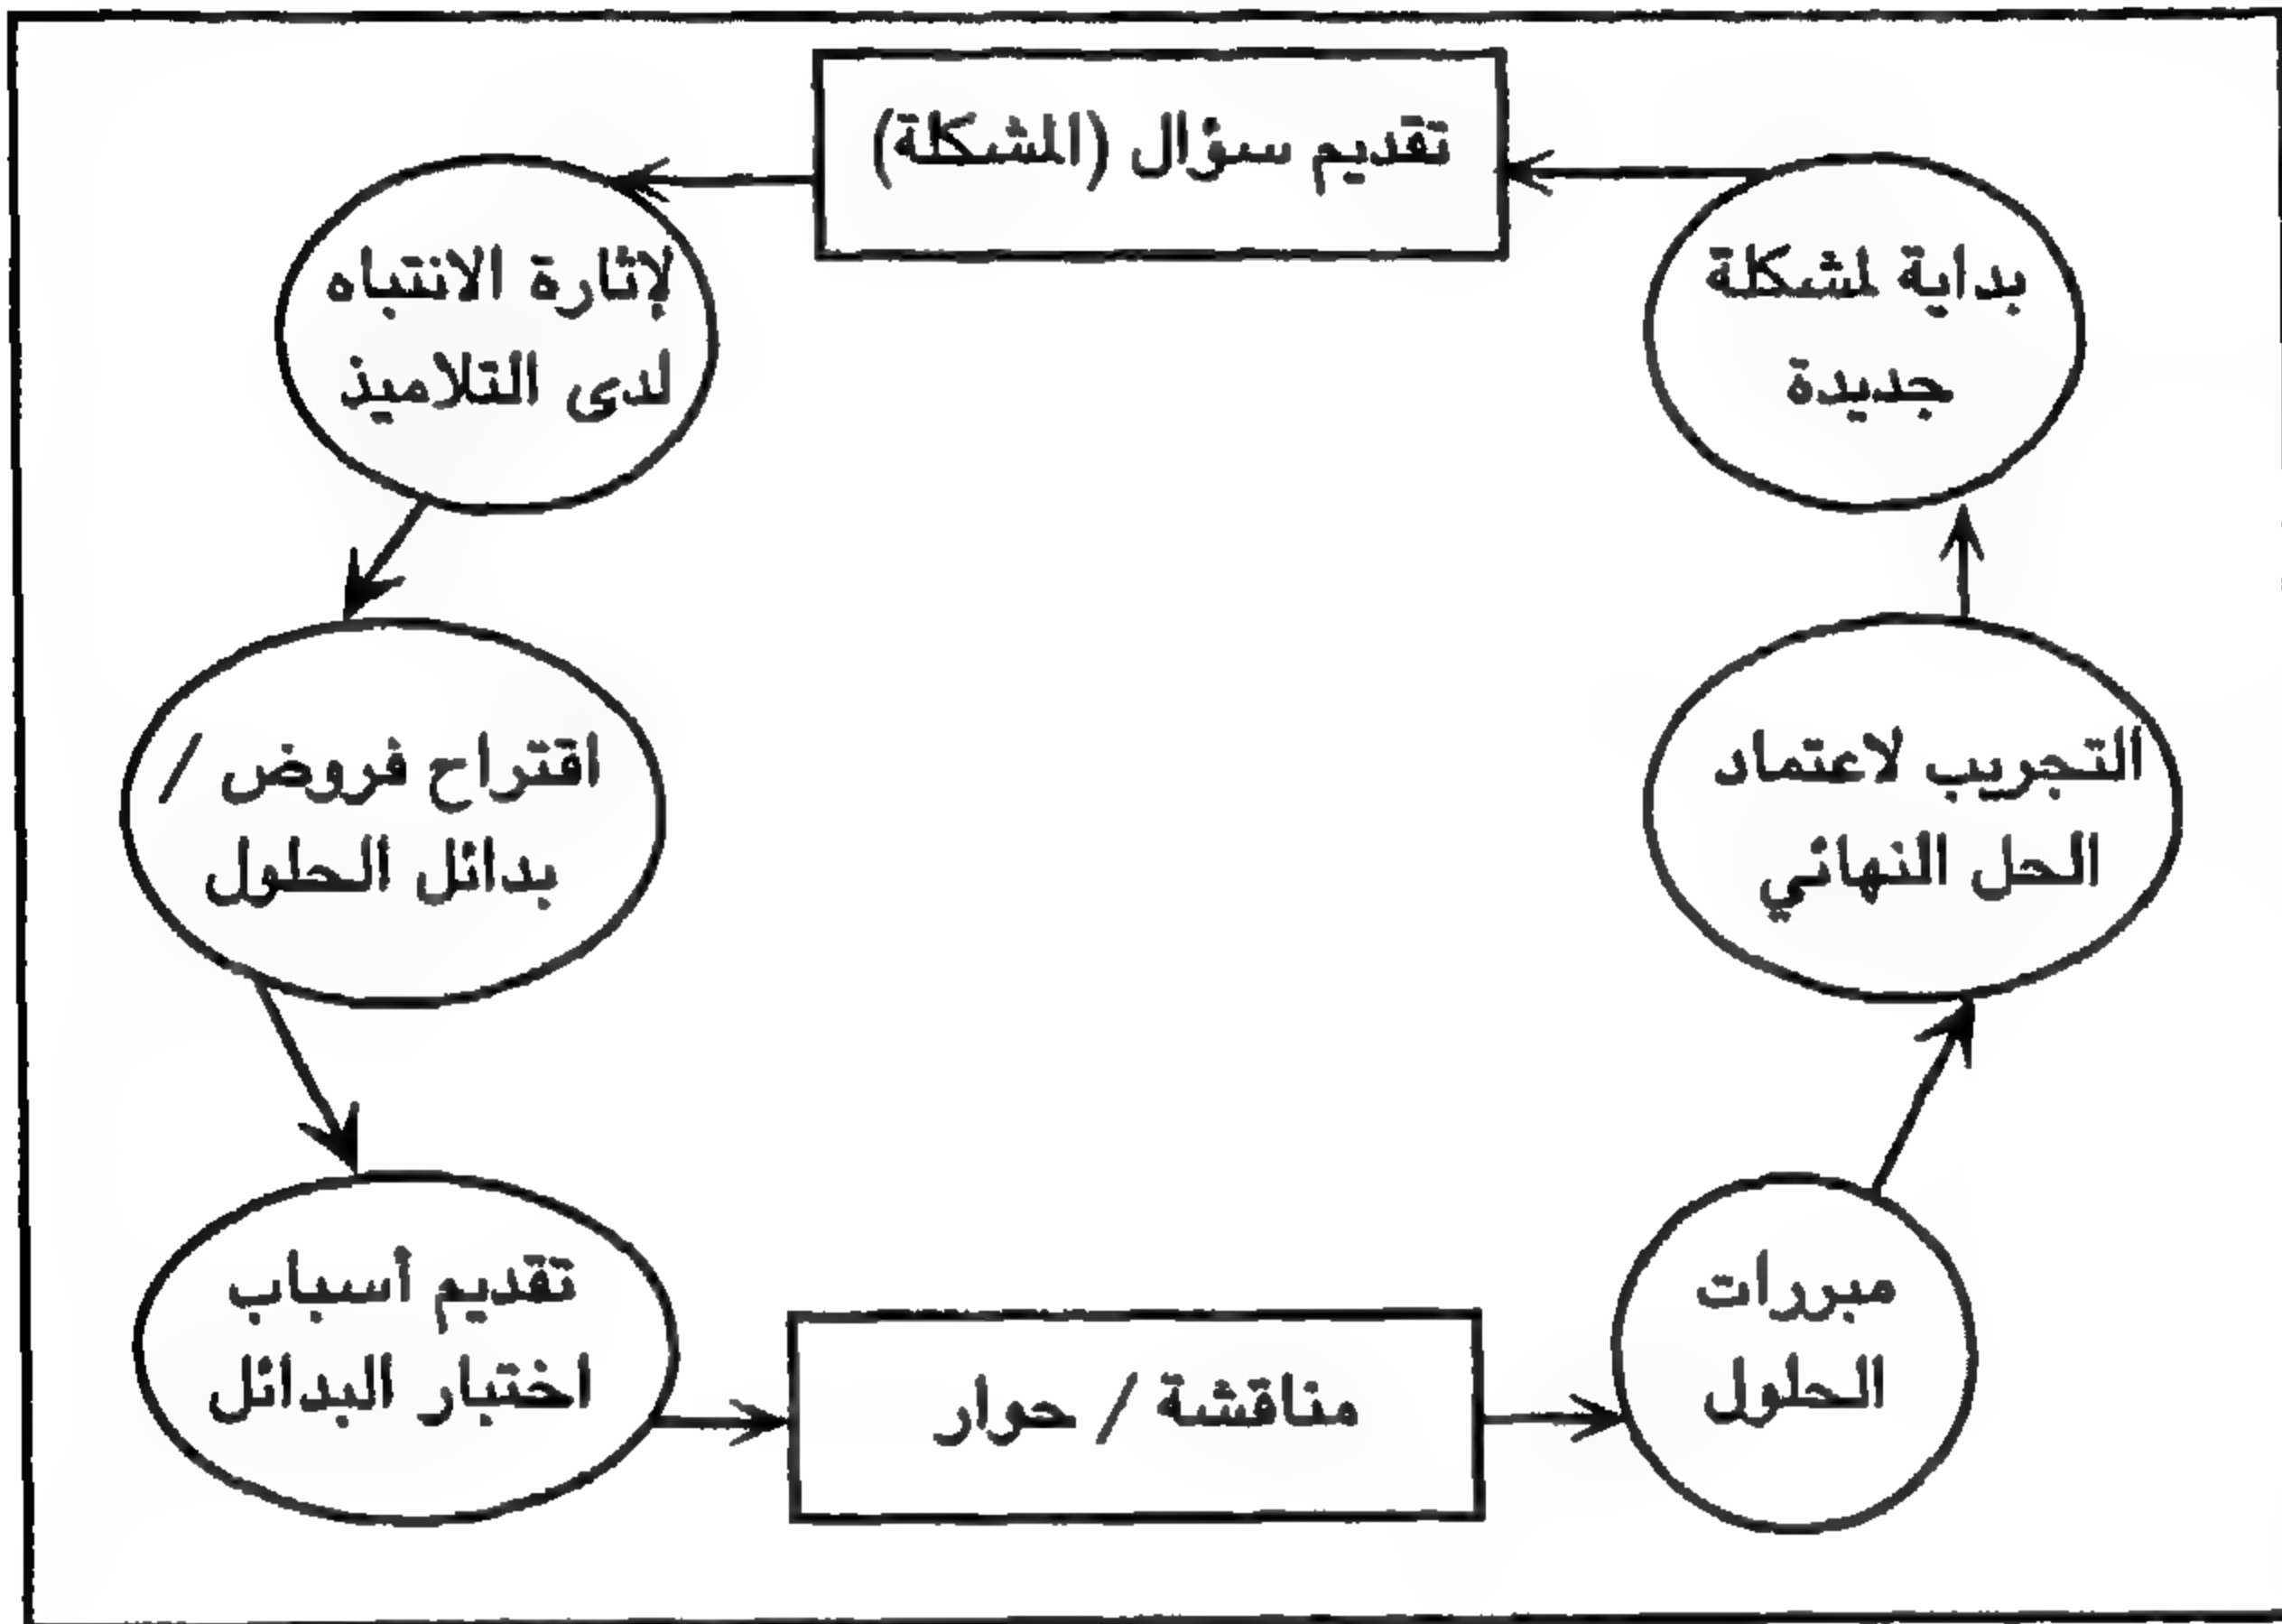 تقديم سؤال (المشكلة)
لإثارة الانتباه
لدى التلاميذ
اقتراح فروض /
بدائل الحلول
تقديم أسباب
اختبار البدائل
مناقشة / حوار
مبررات
الحلول
التجريب لاعتماد
الحل النهائي
بداية لمشكلة
جديدة